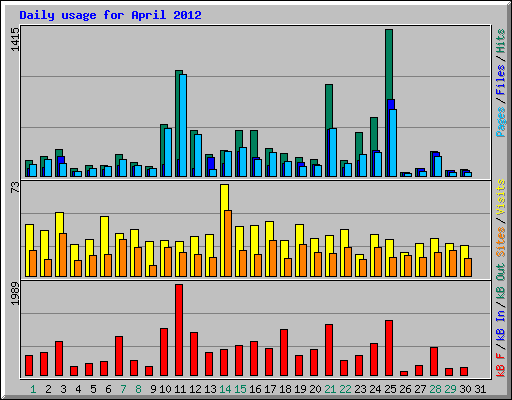 Daily usage for April 2012
1415
Pages / Files / Hits
73
Sites / Visits
1989
kB F / kB In / kB Out
1 2 3 4 5 6 7 8 9 10 11 12 13 14 15 16 17 18 19 20 21 22 23 24 25 26 27 28 29 30 31